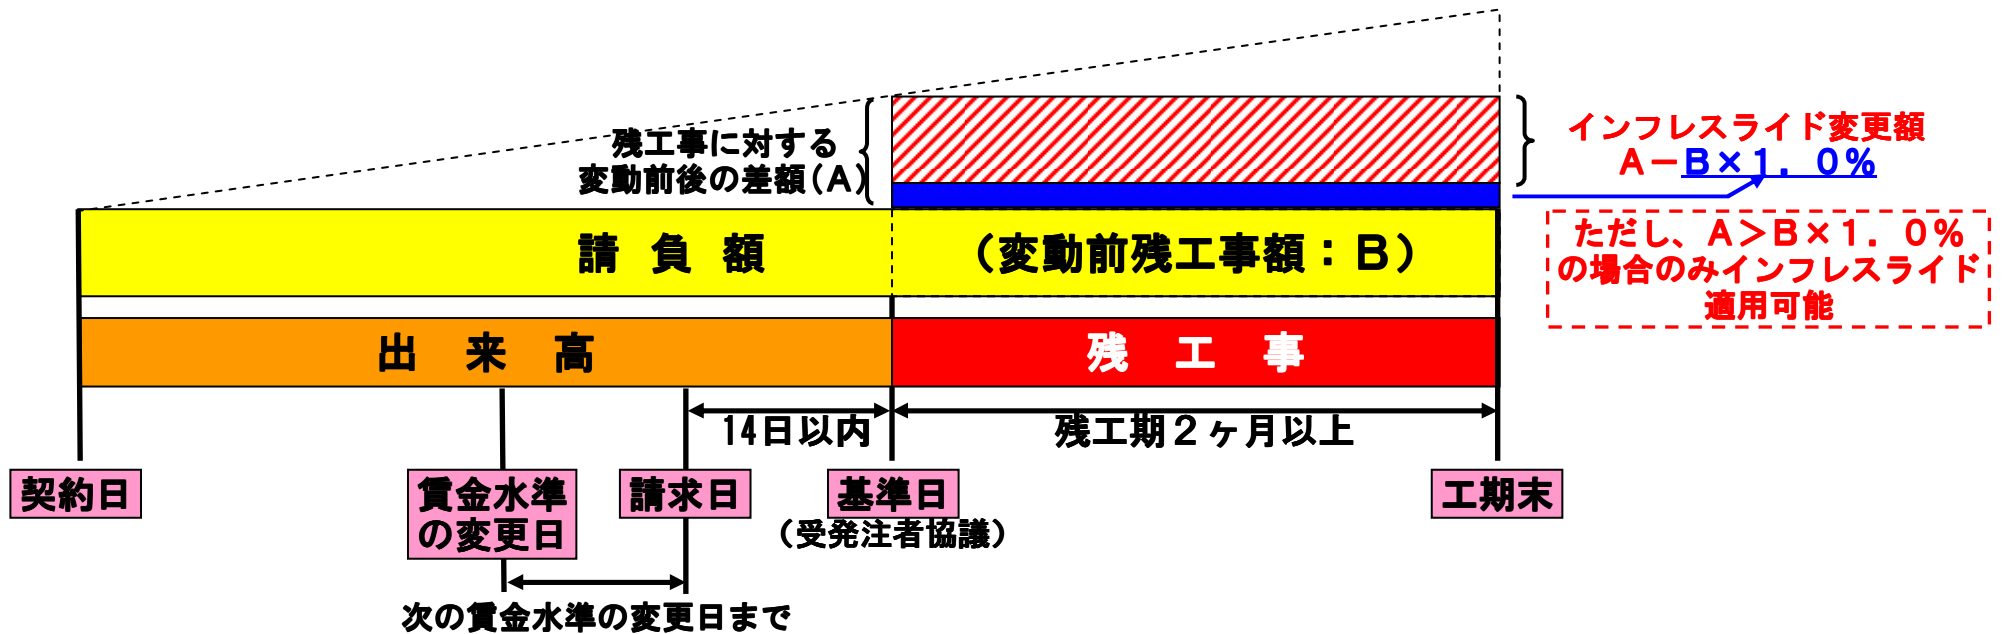 残工事に対する
変動前後の差額（Ａ）
インフレスライド変更額
Ａ－Ｂ×１．０％
請　負　額
（変動前残工事額：Ｂ）
ただし、Ａ＞Ｂ×１．０％
の場合のみインフレスライド
適用可能
出　来　高
残　工　事
14日以内
残工期２ヶ月以上
契約日
賃金水準
の変更日
請求日
基準日
（受発注者協議）
工期末
次の賃金水準の変更日まで